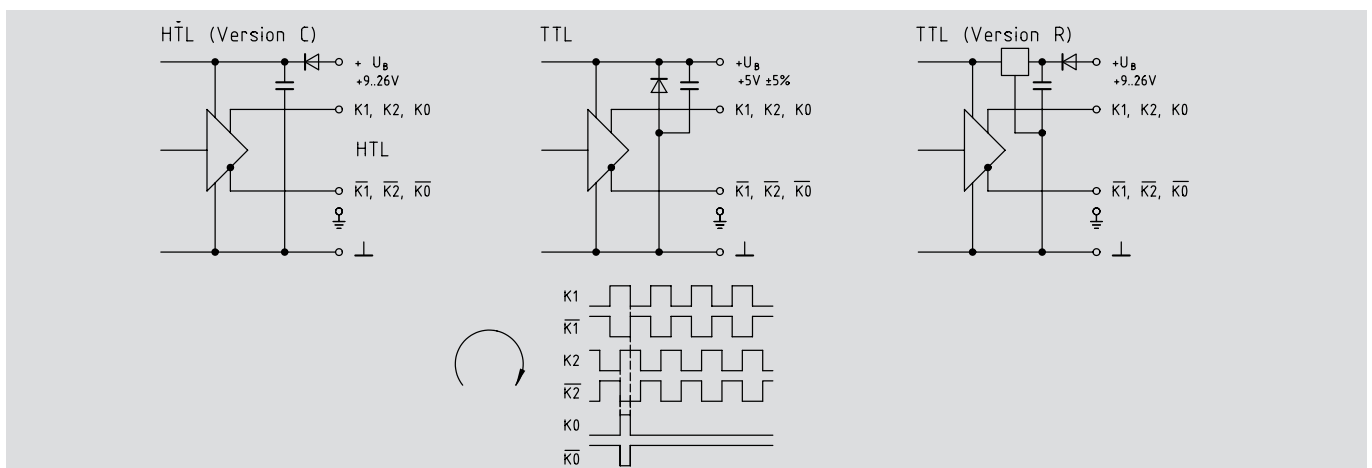 HTL (Version C)
+ U_B
+9..26V
K1, K2, K0
HTL
K̅1̅, K̅2̅, K̅0̅
⊥
TTL
+U_B
+5V ±5%
K1, K2, K0
K̅1̅, K̅2̅, K̅0̅
⊥
TTL (Version R)
+U_B
+9..26V
K1, K2, K0
K̅1̅, K̅2̅, K̅0̅
⊥
K1
K̅1̅
K2
K̅2̅
K0
K̅0̅